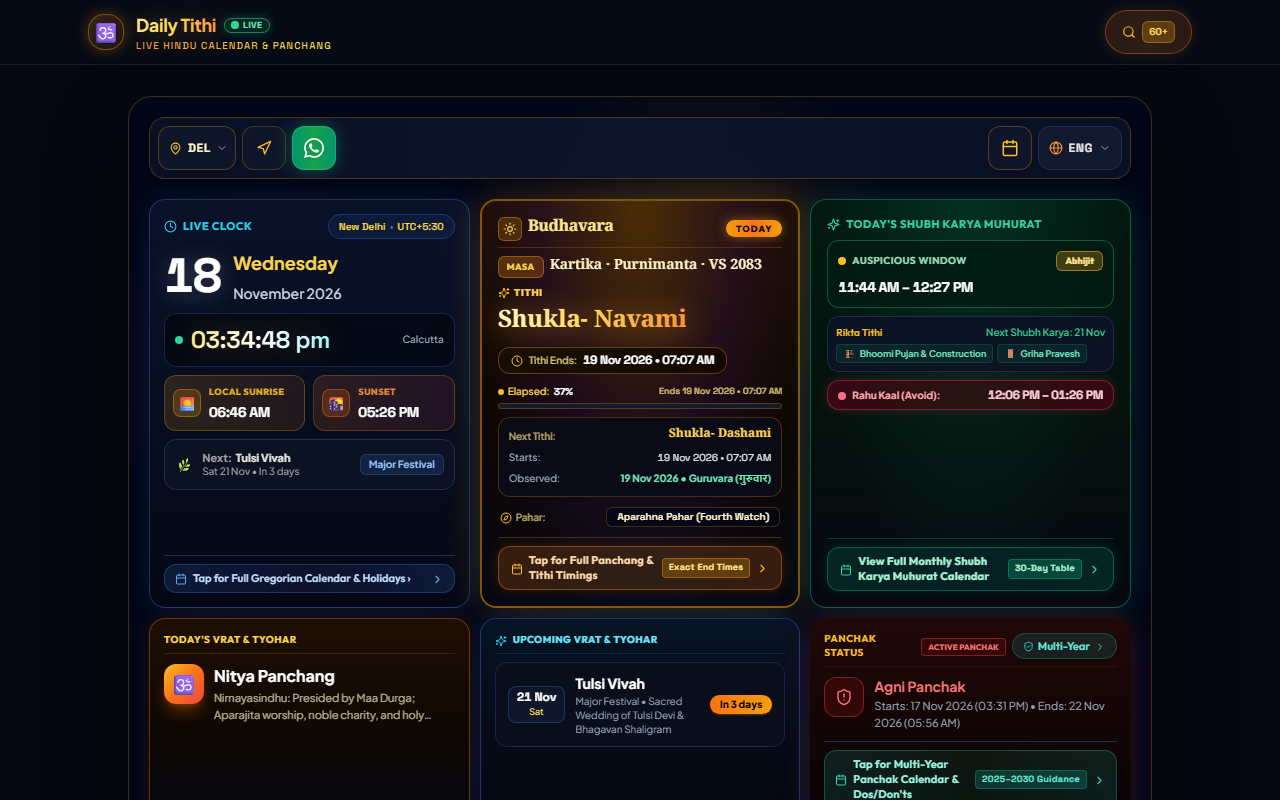 Daily Tithi LIVE
LIVE HINDU CALENDAR & PANCHANG
60+
DEL
ENG
LIVE CLOCK
New Delhi · UTC+5:30
18
Wednesday
November 2026
03:34:48 pm
Calcutta
LOCAL SUNRISE
06:46 AM
SUNSET
05:26 PM
Next: Tulsi Vivah
Sat 21 Nov • In 3 days
Major Festival
Tap for Full Gregorian Calendar & Holidays ›
Budhavara
TODAY
MASA
Kartika · Purnimanta · VS 2083
TITHI
Shukla- Navami
Tithi Ends: 19 Nov 2026 • 07:07 AM
Elapsed: 37%
Ends 19 Nov 2026 • 07:07 AM
Next Tithi:
Shukla- Dashami
Starts:
19 Nov 2026 • 07:07 AM
Observed:
19 Nov 2026 • Guruvara (गुरुवार)
Pahar:
Aparahna Pahar (Fourth Watch)
Tap for Full Panchang &
Tithi Timings
Exact End Times
TODAY'S SHUBH KARYA MUHURAT
AUSPICIOUS WINDOW
Abhijit
11:44 AM – 12:27 PM
Rikta Tithi
Next Shubh Karya: 21 Nov
Bhoomi Pujan & Construction
Griha Pravesh
Rahu Kaal (Avoid):
12:06 PM – 01:26 PM
View Full Monthly Shubh
Karya Muhurat Calendar
30-Day Table
TODAY'S VRAT & TYOHAR
🕉
Nitya Panchang
Nirnayasindhu: Presided by Maa Durga;
Aparajita worship, noble charity, and holy...
UPCOMING VRAT & TYOHAR
21 Nov
Sat
Tulsi Vivah
Major Festival • Sacred
Wedding of Tulsi Devi &
Bhagavan Shaligram
In 3 days
PANCHAK
STATUS
ACTIVE PANCHAK
Multi-Year
Agni Panchak
Starts: 17 Nov 2026 (03:31 PM) • Ends: 22 Nov
2026 (05:56 AM)
Tap for Multi-Year
Panchak Calendar &
Dos/Don'ts
2025–2030 Guidance